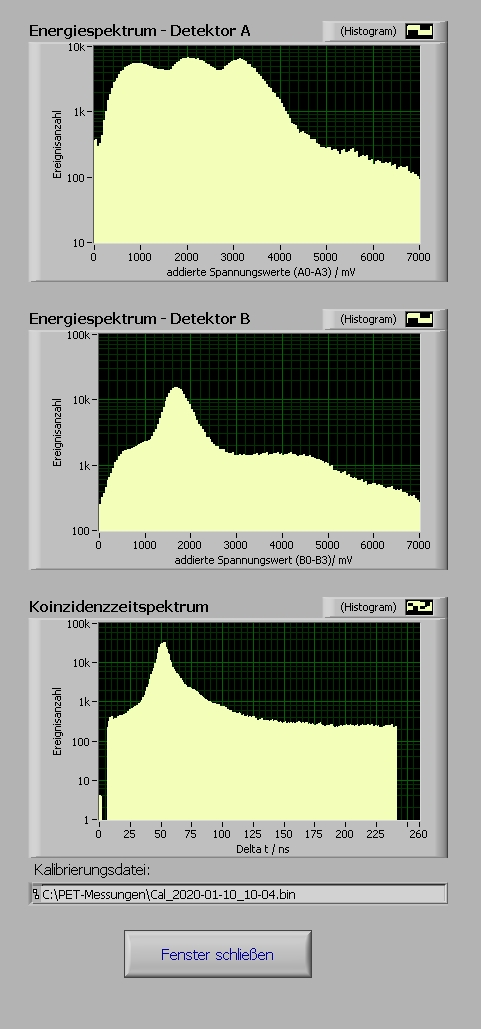 Energiespektrum - Detektor A
(Histogram)
10k
1k
100
10
Ereignisanzahl
0 1000 2000 3000 4000 5000 6000 7000
addierte Spannungswerte (A0-A3) / mV
Energiespektrum - Detektor B
(Histogram)
100k
10k
1k
100
Ereignisanzahl
0 1000 2000 3000 4000 5000 6000 7000
addierte Spannungswert (B0-B3)/ mV
Koinzidenzzeitspektrum
(Histogram)
100k
10k
1k
100
10
1
Ereignisanzahl
0 25 50 75 100 125 150 175 200 225 260
Delta t / ns
Kalibrierungsdatei:
C:\PET-Messungen\Cal_2020-01-10_10-04.bin
Fenster schließen